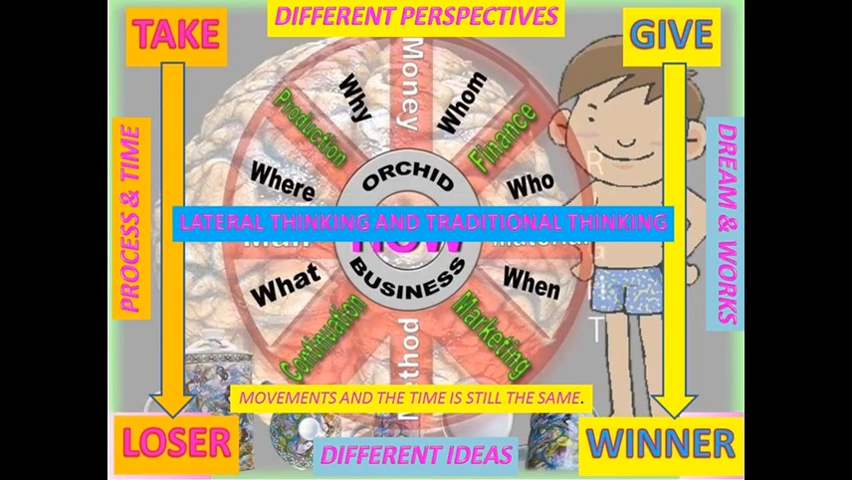 DIFFERENT PERSPECTIVES
TAKE
GIVE
Money
Why
Whom
Production
Finance
Where
Who
ORCHID
LATERAL THINKING AND TRADITIONAL THINKING
HOW
BUSINESS
What
When
Continuation
Marketing
PROCESS & TIME
DREAM & WORKS
MOVEMENTS AND THE TIME IS STILL THE SAME.
LOSER
WINNER
DIFFERENT IDEAS